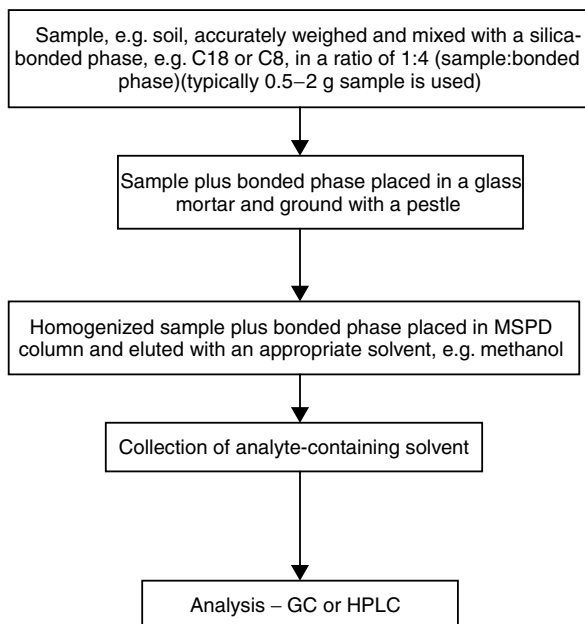 Sample, e.g. soil, accurately weighed and mixed with a silica-
bonded phase, e.g. C18 or C8, in a ratio of 1:4 (sample:bonded
phase)(typically 0.5–2 g sample is used)
Sample plus bonded phase placed in a glass
mortar and ground with a pestle
Homogenized sample plus bonded phase placed in MSPD
column and eluted with an appropriate solvent, e.g. methanol
Collection of analyte-containing solvent
Analysis – GC or HPLC